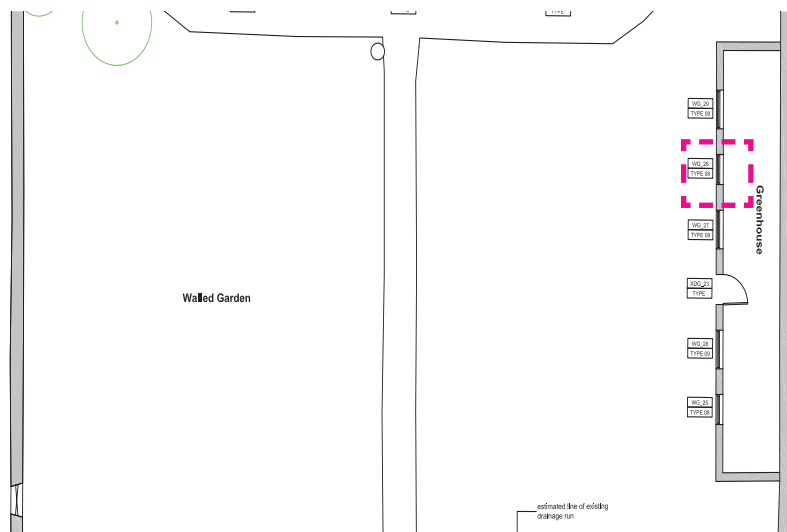 TYPE
WG_29
TYPE 09
WG_28
TYPE 08
Greenhouse
WG_27
TYPE 09
XDG_23
TYPE
Walled Garden
WG_26
TYPE 09
WG_25
TYPE 08
estimated line of existing
drainage run